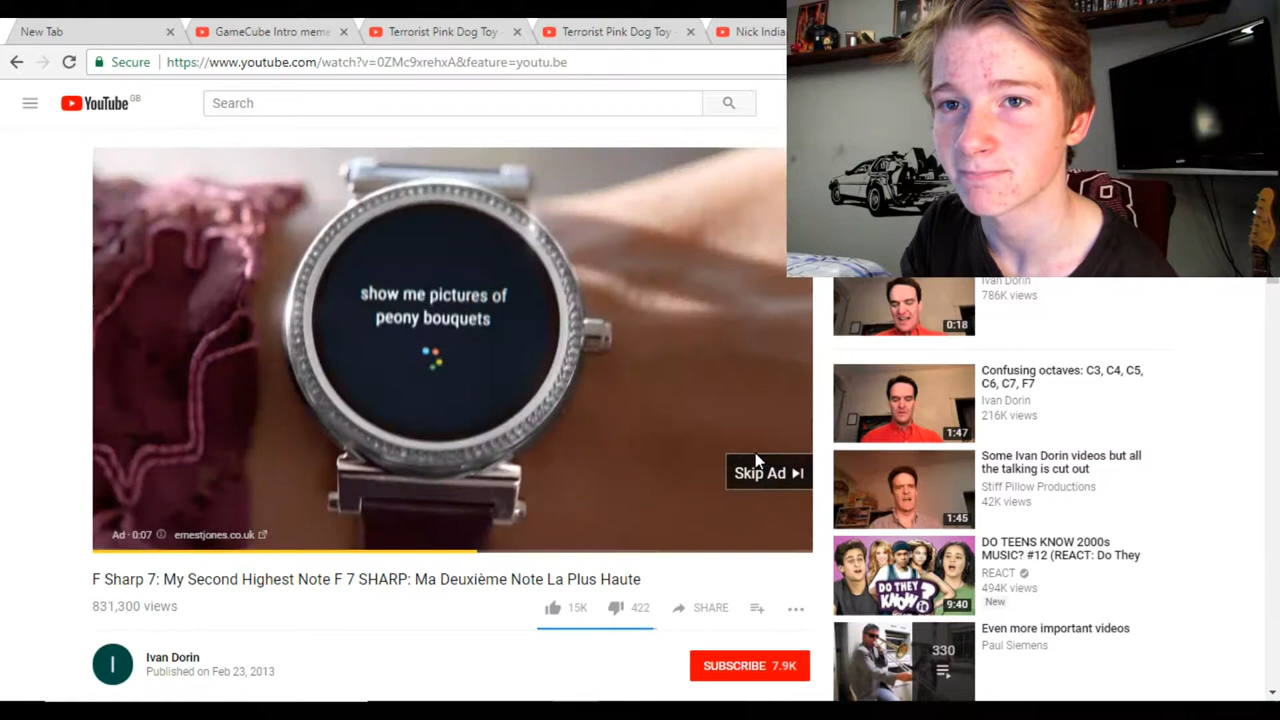 New Tab
GameCube Intro meme
Terrorist Pink Dog Toy
Terrorist Pink Dog Toy -
Nick India
Secure
https://www.youtube.com/watch?v=0ZMc9xrehxA&feature=youtu.be
YouTube GB
Search
show me pictures of
peony bouquets
Skip Ad
Ad · 0:07
ernestjones.co.uk
F Sharp 7: My Second Highest Note F 7 SHARP: Ma Deuxième Note La Plus Haute
831,300 views
15K
422
SHARE
I
Ivan Dorin
Published on Feb 23, 2013
SUBSCRIBE 7.9K
Ivan Dorin
786K views
0:18
Confusing octaves: C3, C4, C5,
C6, C7, F7
Ivan Dorin
216K views
1:47
Some Ivan Dorin videos but all
the talking is cut out
Stiff Pillow Productions
42K views
1:45
DO TEENS KNOW 2000s
MUSIC? #12 (REACT: Do They
REACT
494K views
New
DO THEY
KNOW
9:40
Even more important videos
Paul Siemens
330